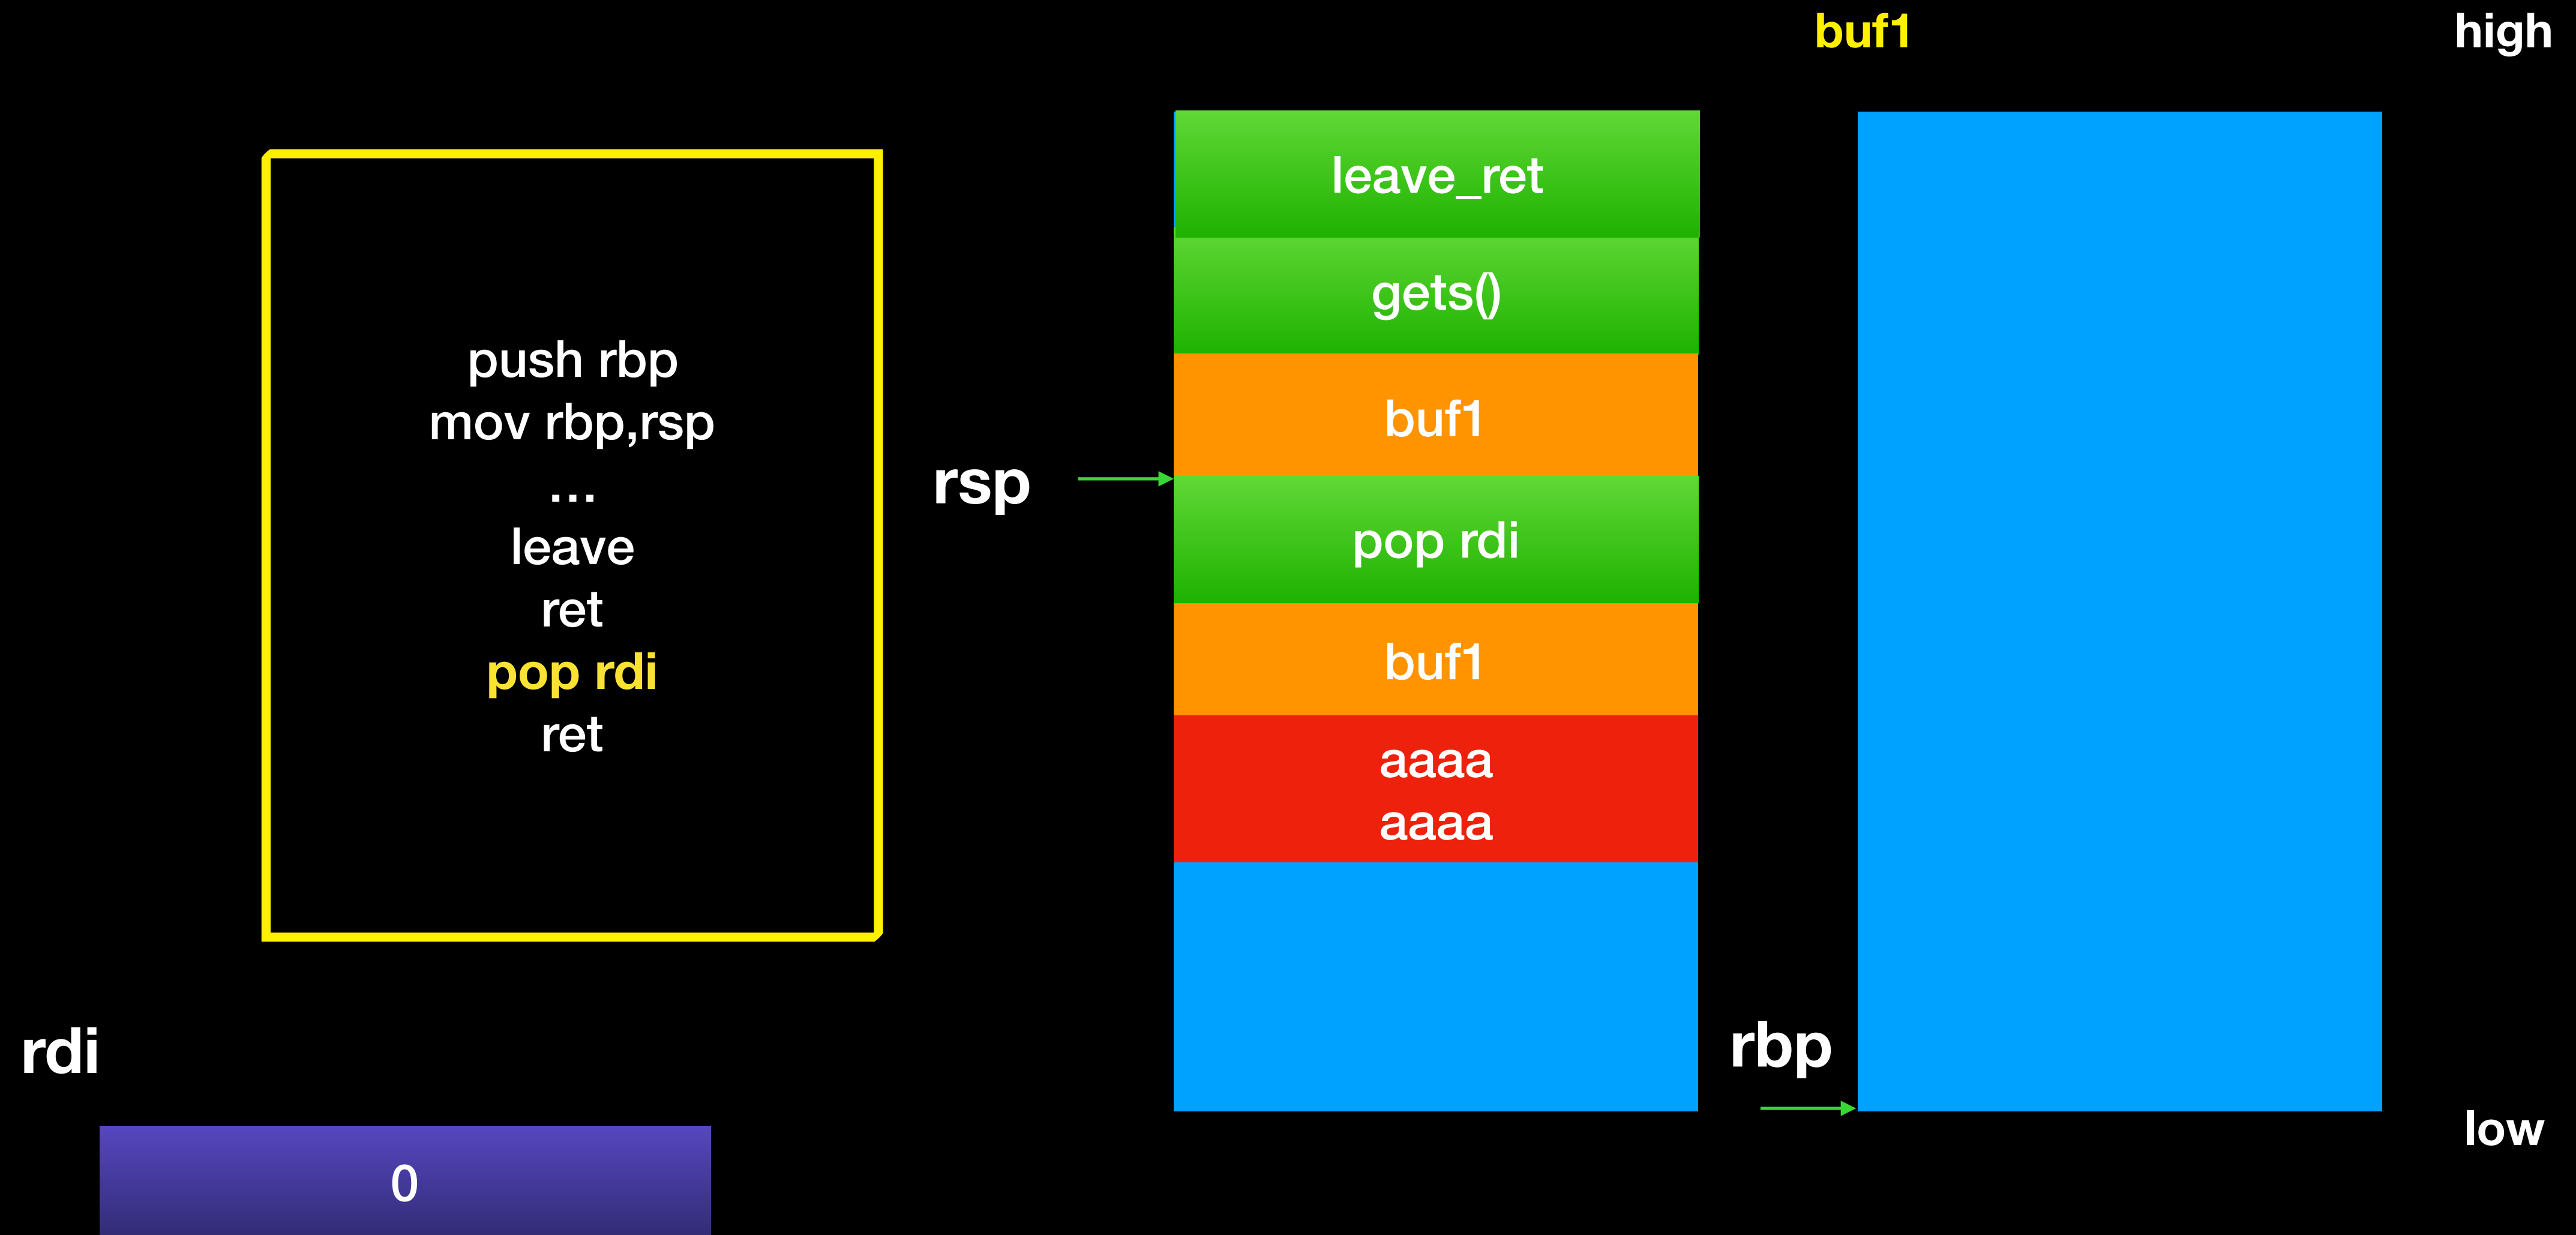 buf1
high
push rbp
mov rbp,rsp
...
leave
ret
pop rdi
ret
rsp
leave_ret
gets()
buf1
pop rdi
buf1
aaaa
aaaa
rbp
low
rdi
0